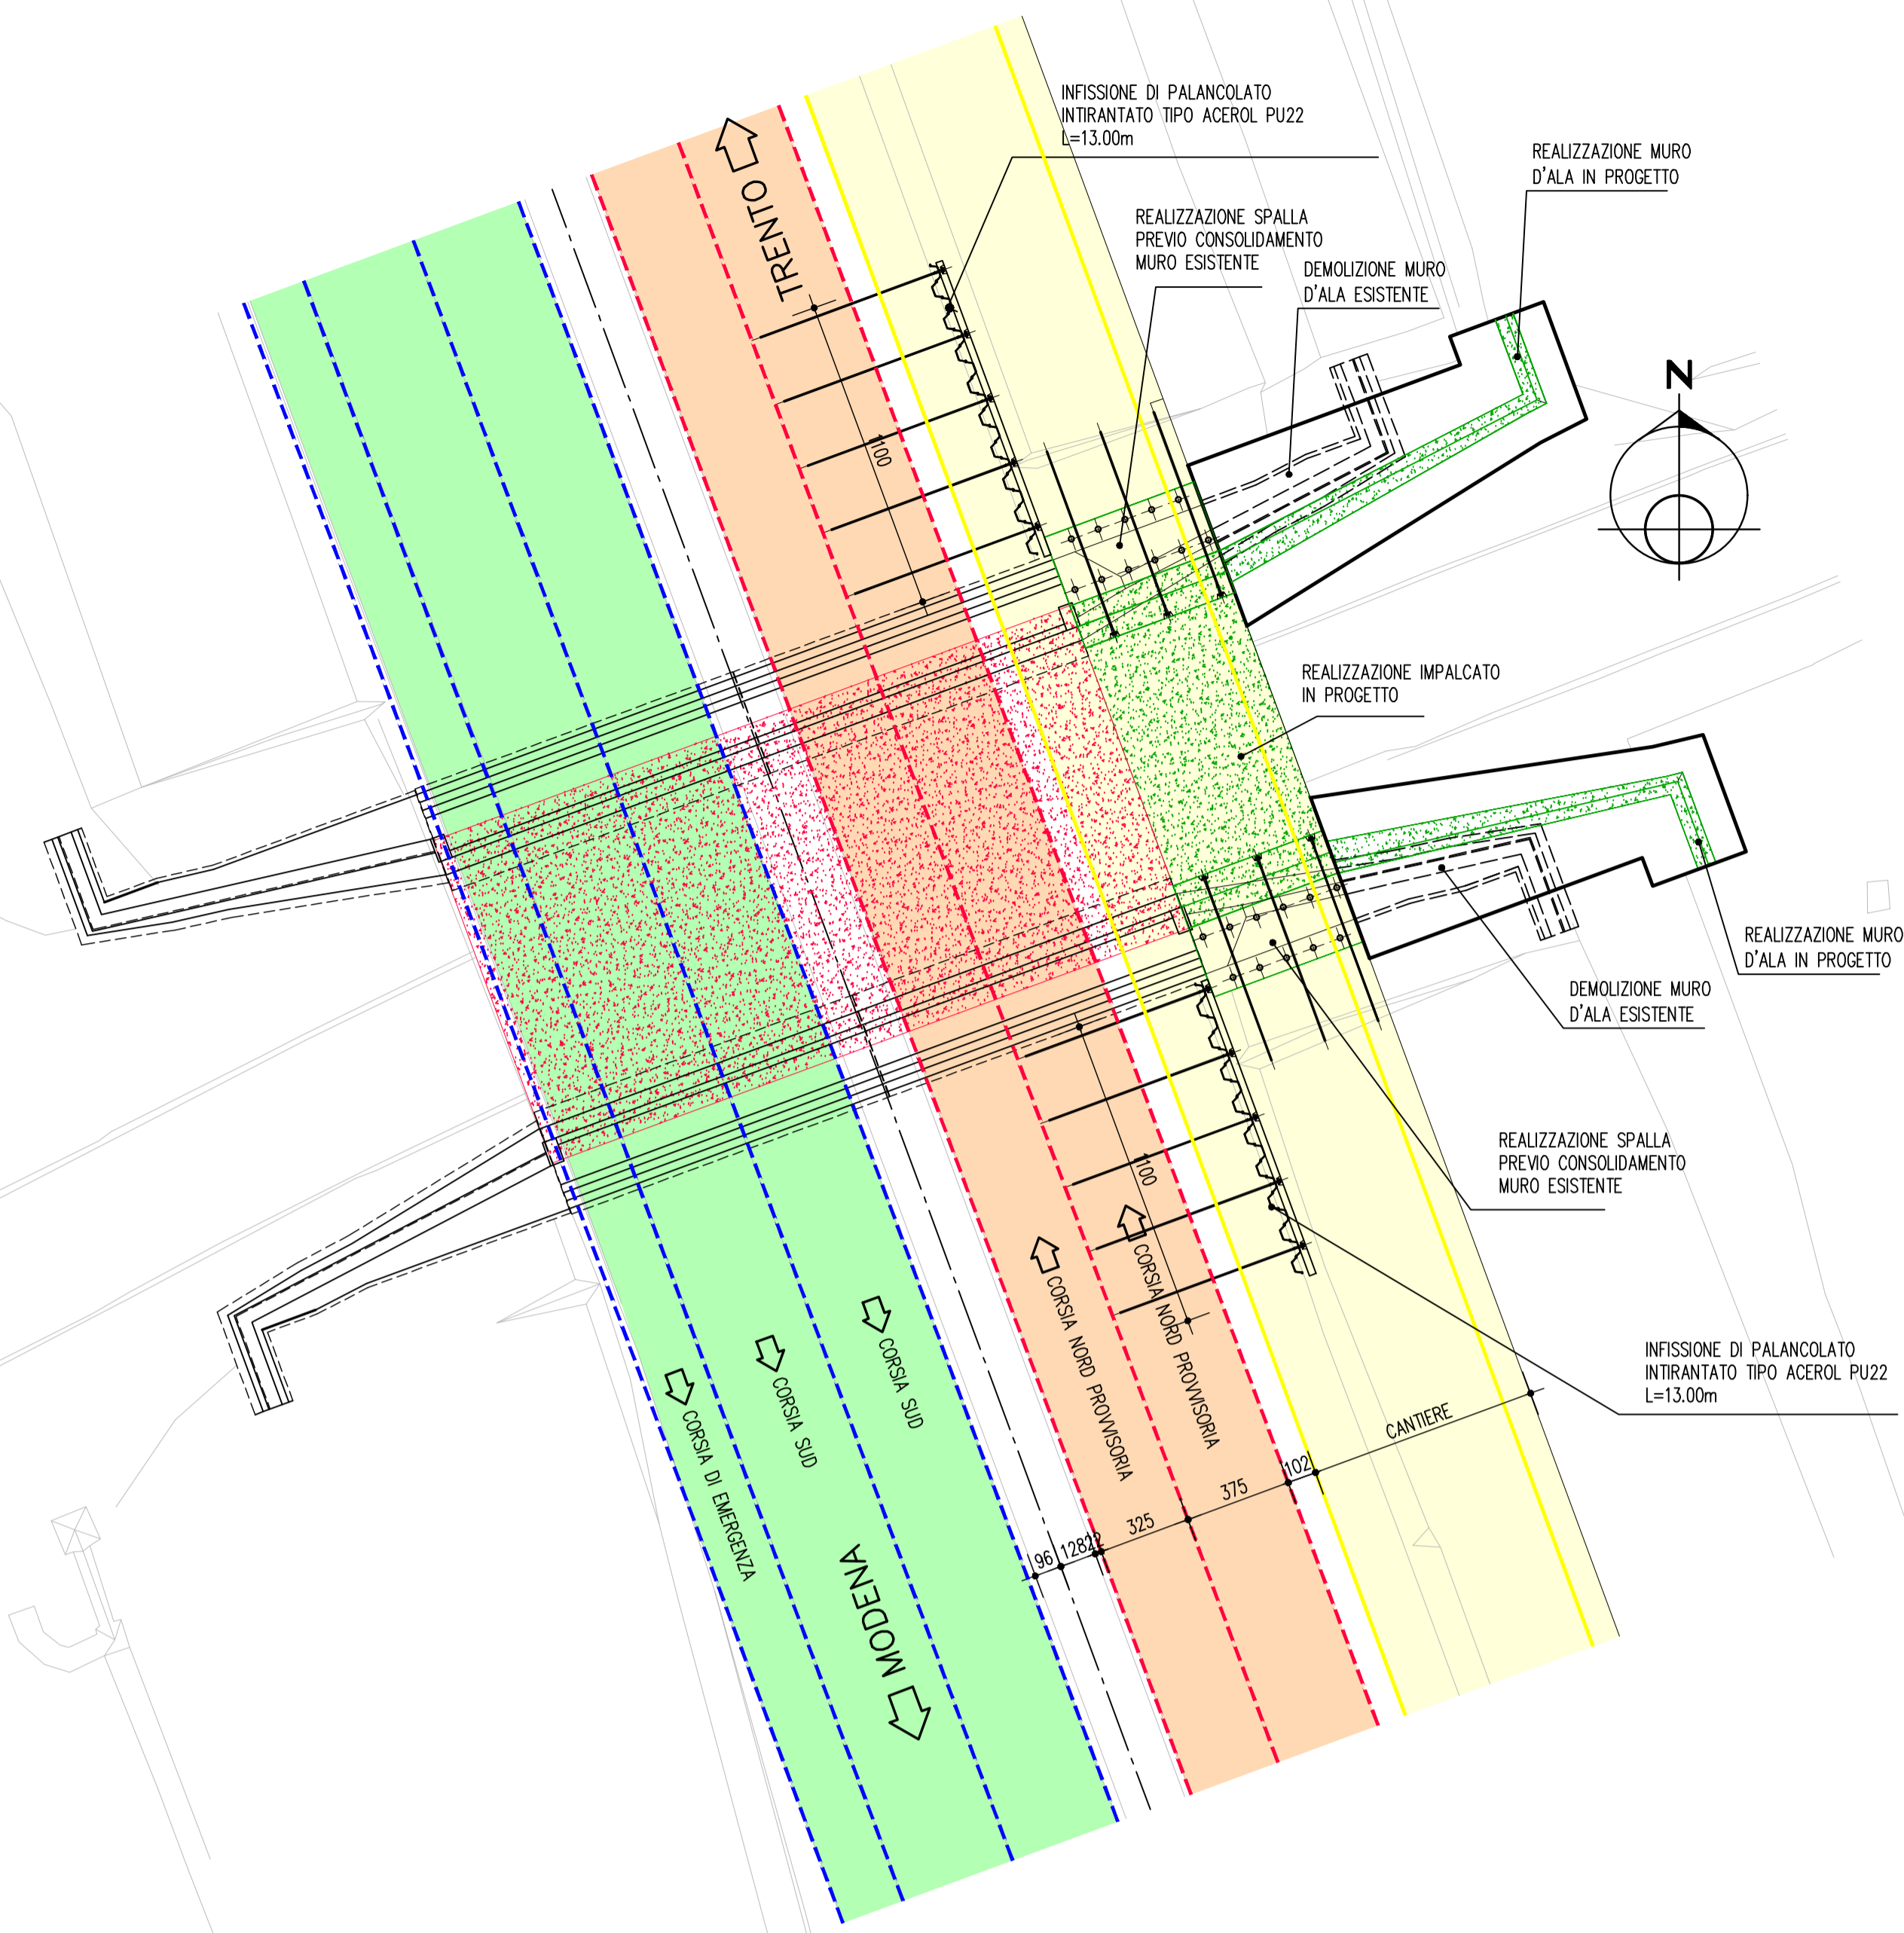 INFISSIONE DI PALANCOLATO
INTIRANTATO TIPO ACEROL PU22
L=13.00m
REALIZZAZIONE MURO
D'ALA IN PROGETTO
REALIZZAZIONE SPALLA
PREVIO CONSOLIDAMENTO
MURO ESISTENTE
DEMOLIZIONE MURO
D'ALA ESISTENTE
TRENTO
N
1100
REALIZZAZIONE IMPALCATO
IN PROGETTO
REALIZZAZIONE MURO
D'ALA IN PROGETTO
DEMOLIZIONE MURO
D'ALA ESISTENTE
REALIZZAZIONE SPALLA
PREVIO CONSOLIDAMENTO
MURO ESISTENTE
1100
INFISSIONE DI PALANCOLATO
INTIRANTATO TIPO ACEROL PU22
L=13.00m
CORSIA DI EMERGENZA
CORSIA SUD
CORSIA SUD
CORSIA NORD PROVVISORIA
CORSIA NORD PROVVISORIA
MODENA
96
128
22
325
375
102
CANTIERE